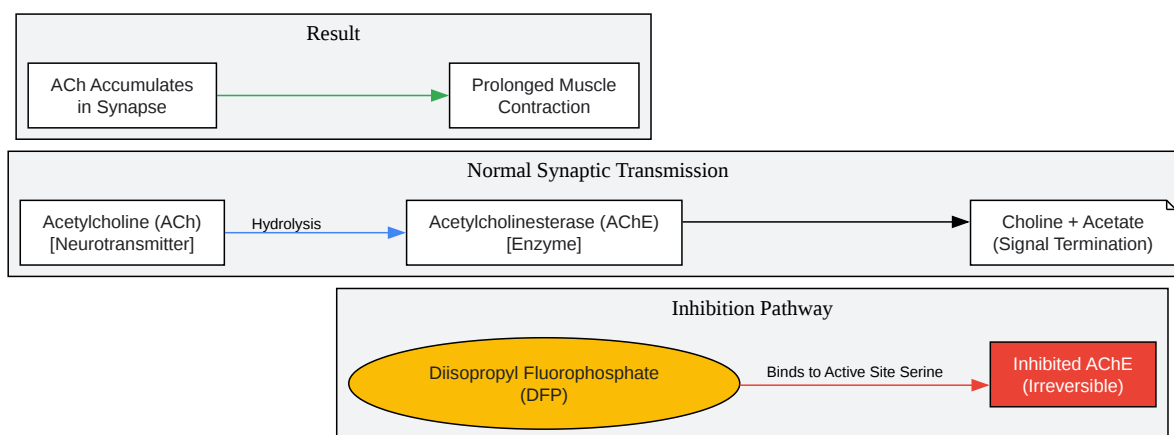 Result
ACh Accumulates
in Synapse
Prolonged Muscle
Contraction
Normal Synaptic Transmission
Acetylcholine (ACh)
[Neurotransmitter]
Hydrolysis
Acetylcholinesterase (AChE)
[Enzyme]
Choline + Acetate
(Signal Termination)
Inhibition Pathway
Diisopropyl Fluorophosphate
(DFP)
Binds to Active Site Serine
Inhibited AChE
(Irreversible)